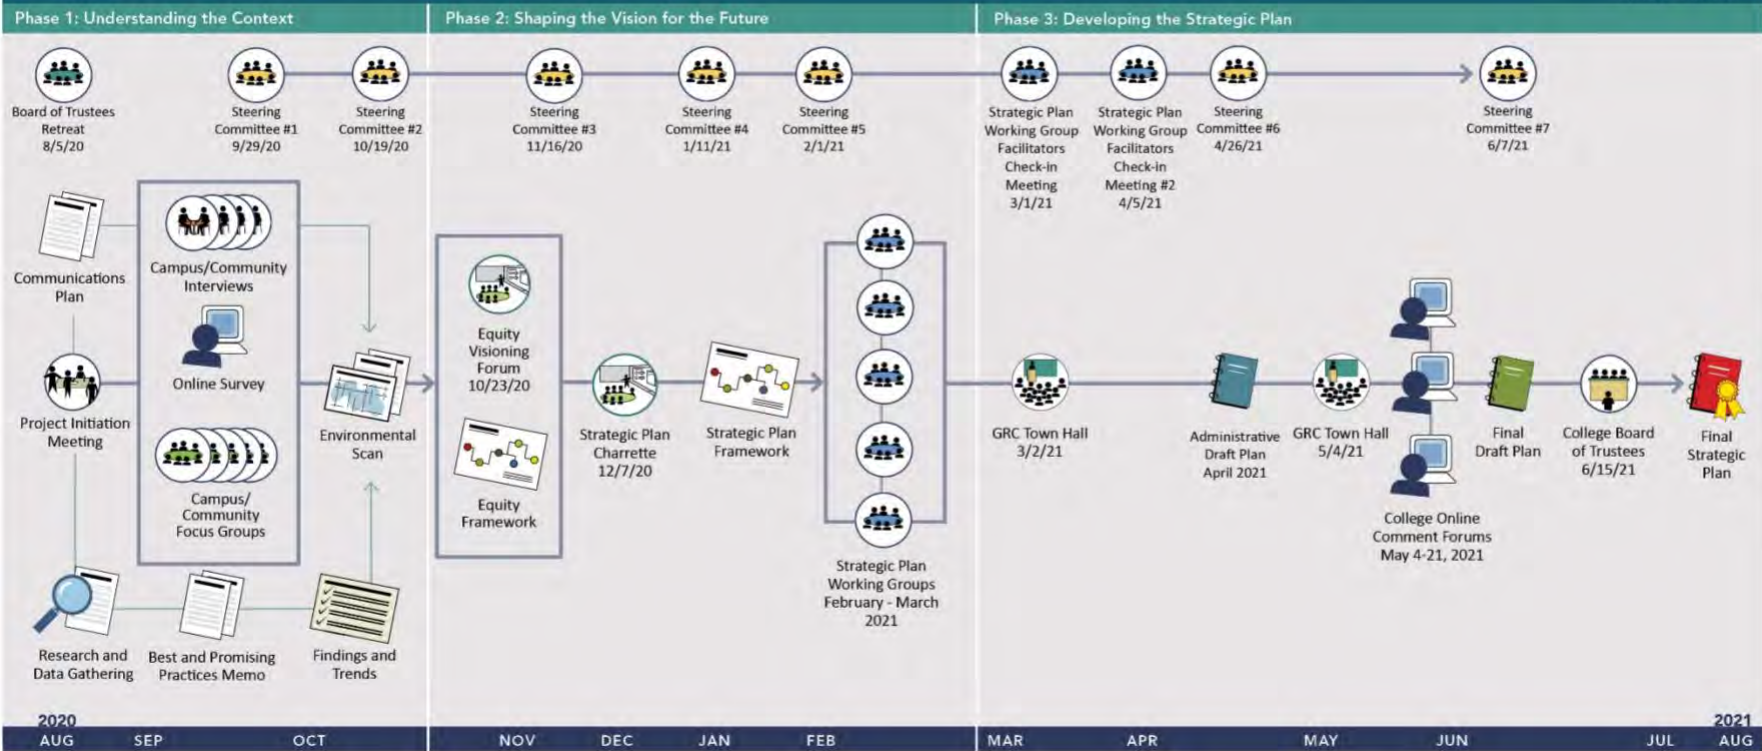 Phase 1: Understanding the Context
Phase 2: Shaping the Vision for the Future
Phase 3: Developing the Strategic Plan
Board of Trustees
Retreat
8/5/20
Steering
Committee #1
9/29/20
Steering
Committee #2
10/19/20
Steering
Committee #3
11/16/20
Steering
Committee #4
1/11/21
Steering
Committee #5
2/1/21
Strategic Plan
Working Group
Facilitators
Check-in
Meeting
3/1/21
Strategic Plan
Working Group
Facilitators
Check-in
Meeting #2
4/5/21
Steering
Committee #6
4/26/21
Steering
Committee #7
6/7/21
Communications
Plan
Project Initiation
Meeting
Research and
Data Gathering
Campus/Community
Interviews
Online Survey
Campus/
Community
Focus Groups
Best and Promising
Practices Memo
Environmental
Scan
Findings and
Trends
Equity
Visioning
Forum
10/23/20
Equity
Framework
Strategic Plan
Charrette
12/7/20
Strategic Plan
Framework
Strategic Plan
Working Groups
February - March
2021
GRC Town Hall
3/2/21
Administrative
Draft Plan
April 2021
GRC Town Hall
5/4/21
College Online
Comment Forums
May 4-21, 2021
Final
Draft Plan
College Board
of Trustees
6/15/21
Final
Strategic
Plan
2020
2021
AUG
SEP
OCT
NOV
DEC
JAN
FEB
MAR
APR
MAY
JUN
JUL
AUG